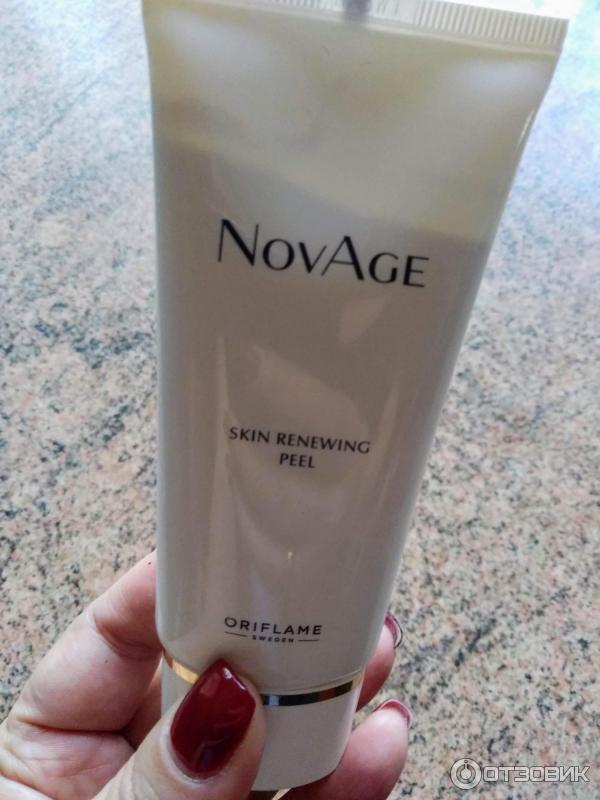 NOVAGE
SKIN RENEWING
PEEL
ORIFLAME
SWEDEN
ОТЗОВИК